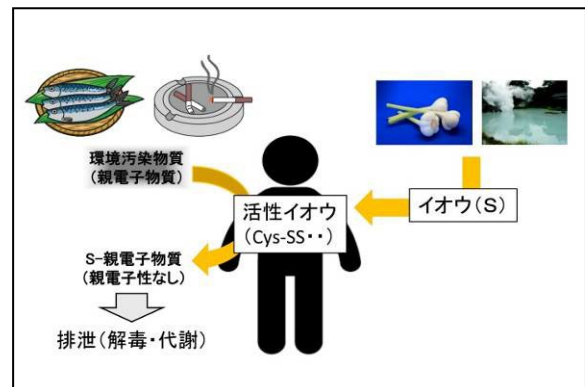 環境汚染物質
(親電子物質)
活性イオウ
(Cys-SS・・)
イオウ(S)
S-親電子物質
(親電子性なし)
排泄(解毒・代謝)